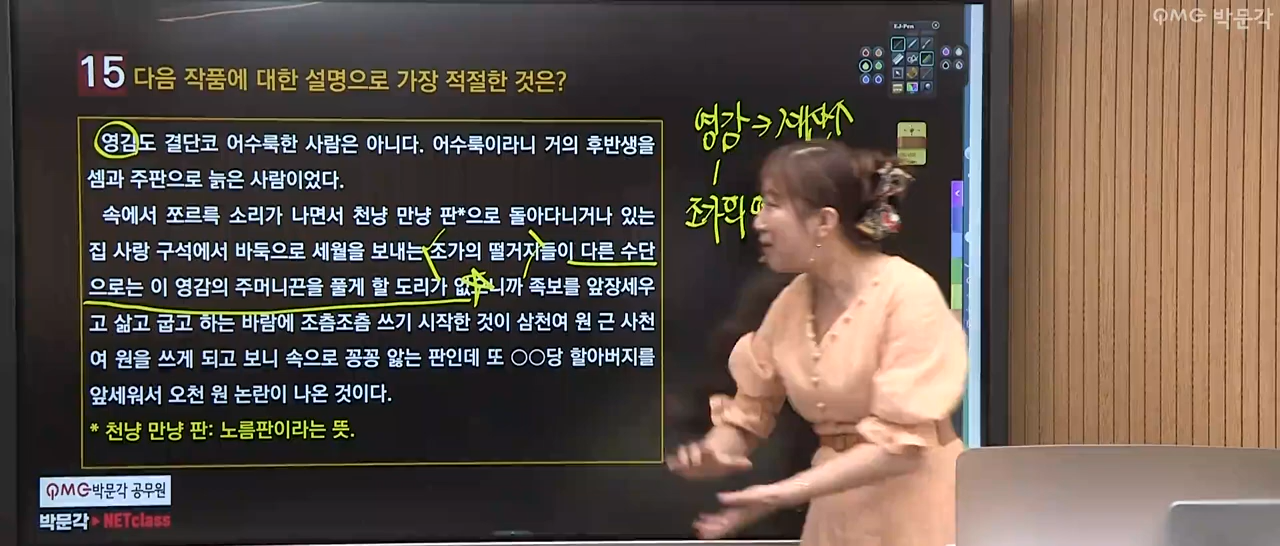 QMG 박문각
EJ-Pen
15 다음 작품에 대한 설명으로 가장 적절한 것은?
영감도 결단코 어수룩한 사람은 아니다. 어수룩이라니 거의 후반생을
셈과 주판으로 늙은 사람이었다.
속에서 쪼르륵 소리가 나면서 천냥 만냥 판*으로 돌아다니거나 있는
집 사랑 구석에서 바둑으로 세월을 보내는 조가의 떨거지들이 다른 수단
으로는 이 영감의 주머니끈을 풀게 할 도리가 없으니까 족보를 앞장세우
고 삶고 굽고 하는 바람에 조츰조츰 쓰기 시작한 것이 삼천여 원 근 사천
여 원을 쓰게 되고 보니 속으로 꽁꽁 앓는 판인데 또 ○○당 할아버지를
앞세워서 오천 원 논란이 나온 것이다.
* 천냥 만냥 판: 노름판이라는 뜻.
영감→재며↑
조가의
QMG 박문각 공무원
박문각 ▶ NETclass